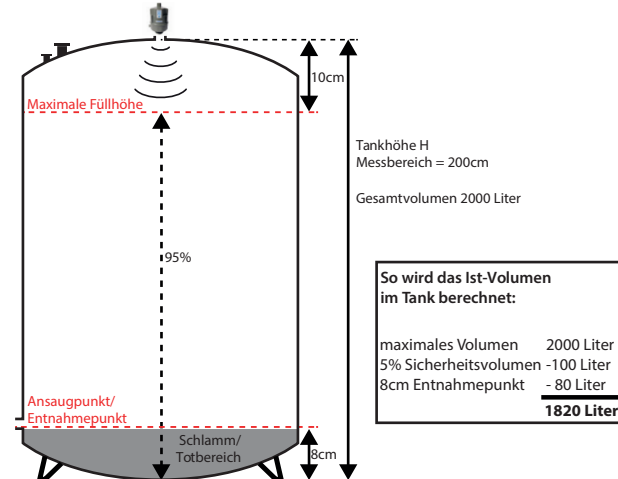 10cm
Maximale Füllhöhe
Tankhöhe H
Messbereich = 200cm
Gesamtvolumen 2000 Liter
95%
So wird das Ist-Volumen
im Tank berechnet:
maximales Volumen 2000 Liter
5% Sicherheitsvolumen -100 Liter
8cm Entnahmepunkt - 80 Liter
1820 Liter
Ansaugpunkt/
Entnahmepunkt
Schlamm/
Totbereich
8cm